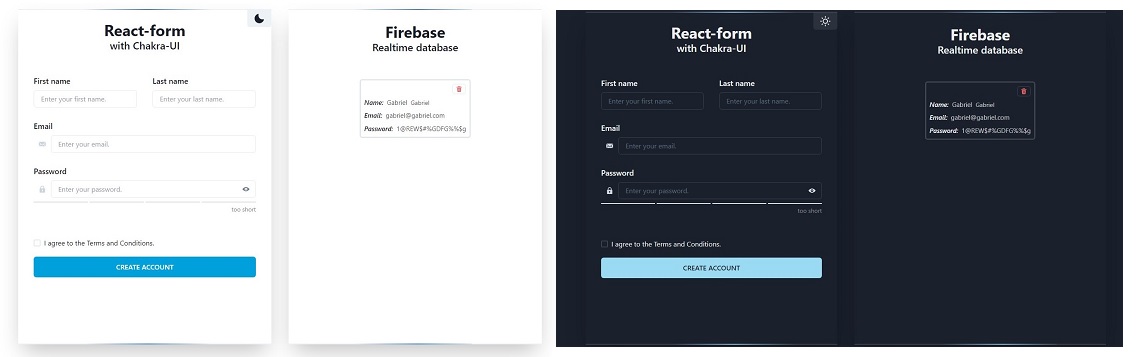 React-form
with Chakra-UI
First name
Last name
Enter your first name.
Enter your last name.
Email
Enter your email.
Password
Enter your password.
too short
I agree to the Terms and Conditions.
CREATE ACCOUNT
Firebase
Realtime database
Name: Gabriel Gabriel
Email: gabriel@gabriel.com
Password: 1@REW$#%GDFG%%$g
React-form
with Chakra-UI
First name
Last name
Enter your first name.
Enter your last name.
Email
Enter your email.
Password
Enter your password.
too short
I agree to the Terms and Conditions.
CREATE ACCOUNT
Firebase
Realtime database
Name: Gabriel Gabriel
Email: gabriel@gabriel.com
Password: 1@REW$#%GDFG%%$g